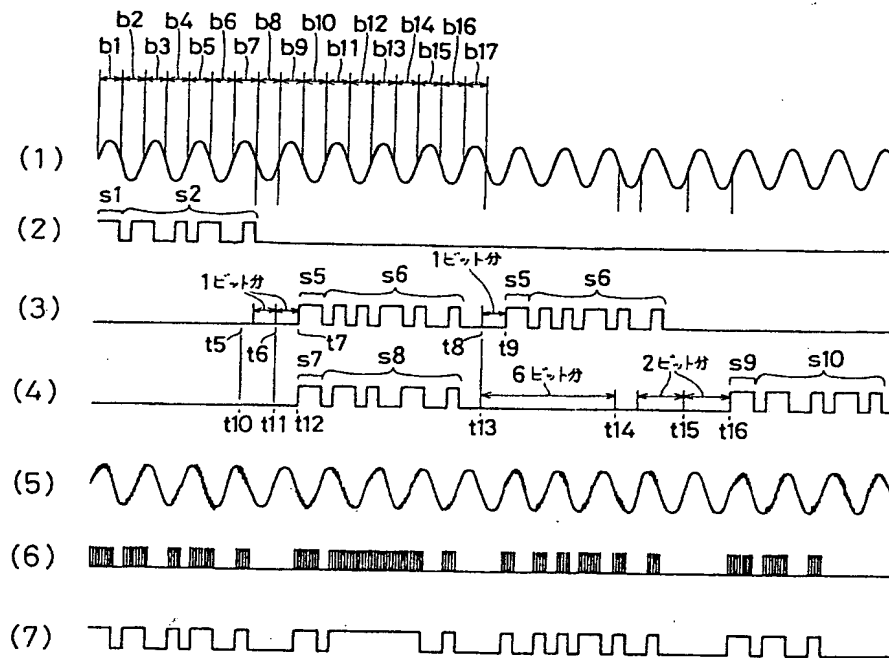 b2 b4 b6 b8 b10 b12 b14 b16
b1 b3 b5 b7 b9 b11 b13 b15 b17
(1)
s1 s2
(2)
1ビット分 s5 s6 1ビット分 s5 s6
(3)
t5 t6 t7 t8 t9
s7 s8 6ビット分 2ビット分 s9 s10
(4)
t10 t11 t12 t13 t14 t15 t16
(5)
(6)
(7)